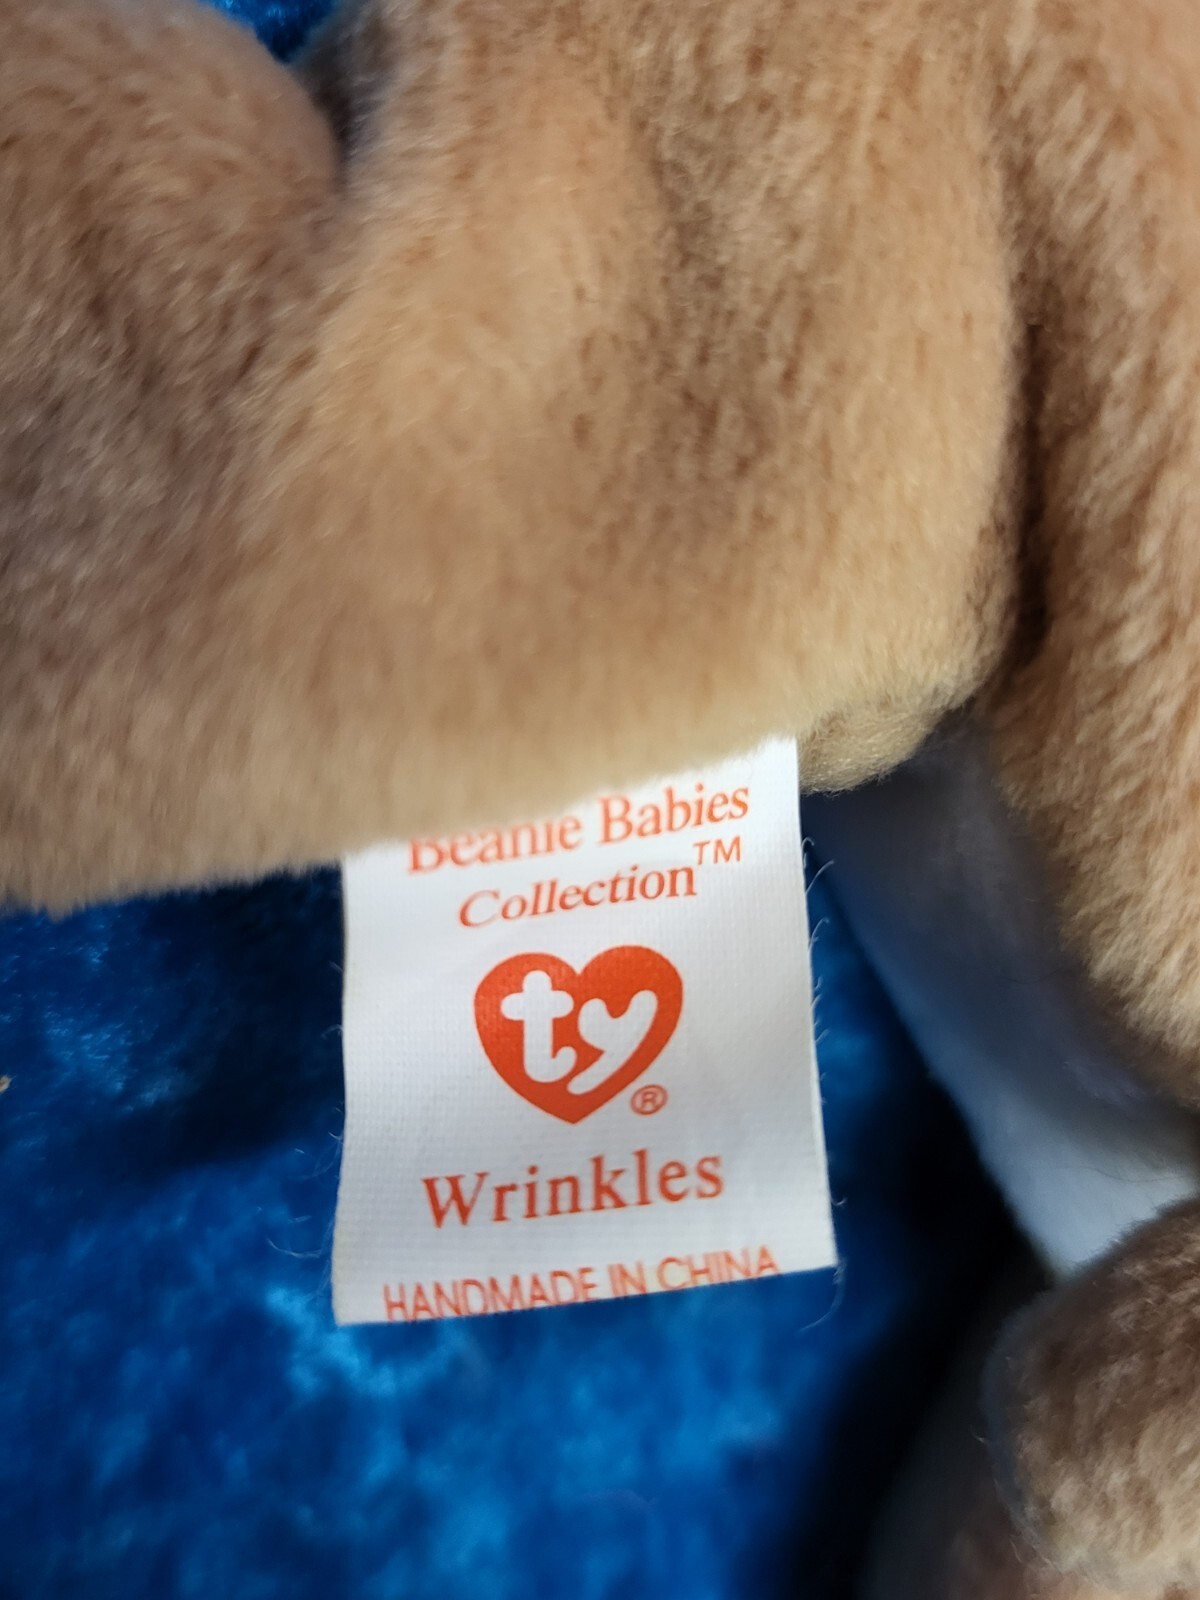 Beanie Babies
Collection™
ty®
Wrinkles
HANDMADE IN CHINA